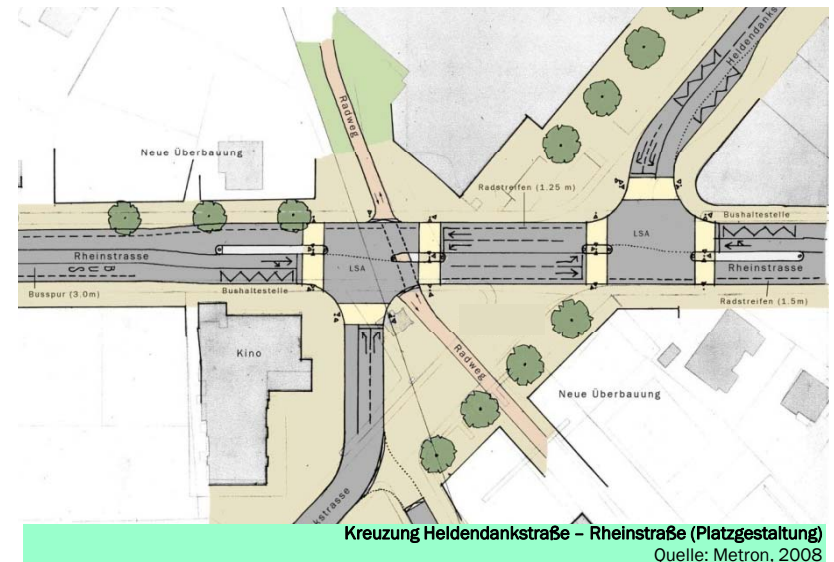 Heldendanks
Radweg
Neue Überbauung
Radstreifen (1.25 m)
Bushaltestelle
LSA
Rheinstrasse
LSA
Rheinstrasse
BUS
Busspur (3.0m)
Bushaltestelle
Radstreifen (1.5m)
Kino
Radweg
Neue Überbauung
kstrasse
Kreuzung Heldendankstraße – Rheinstraße (Platzgestaltung)
Quelle: Metron, 2008